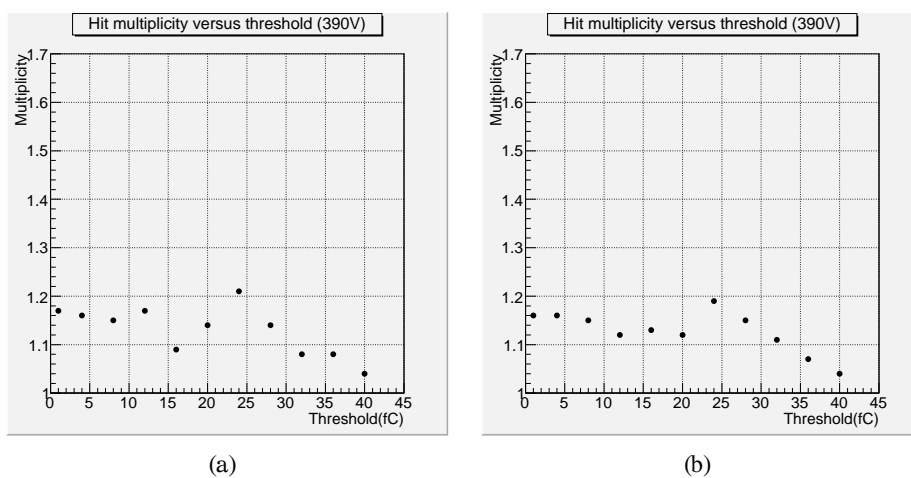 Hit multiplicity versus threshold (390V)
Multiplicity
1.7
1.6
1.5
1.4
1.3
1.2
1.1
1
0 5 10 15 20 25 30 35 40 45
Threshold(fC)
(a)
Hit multiplicity versus threshold (390V)
Multiplicity
1.7
1.6
1.5
1.4
1.3
1.2
1.1
1
0 5 10 15 20 25 30 35 40 45
Threshold(fC)
(b)